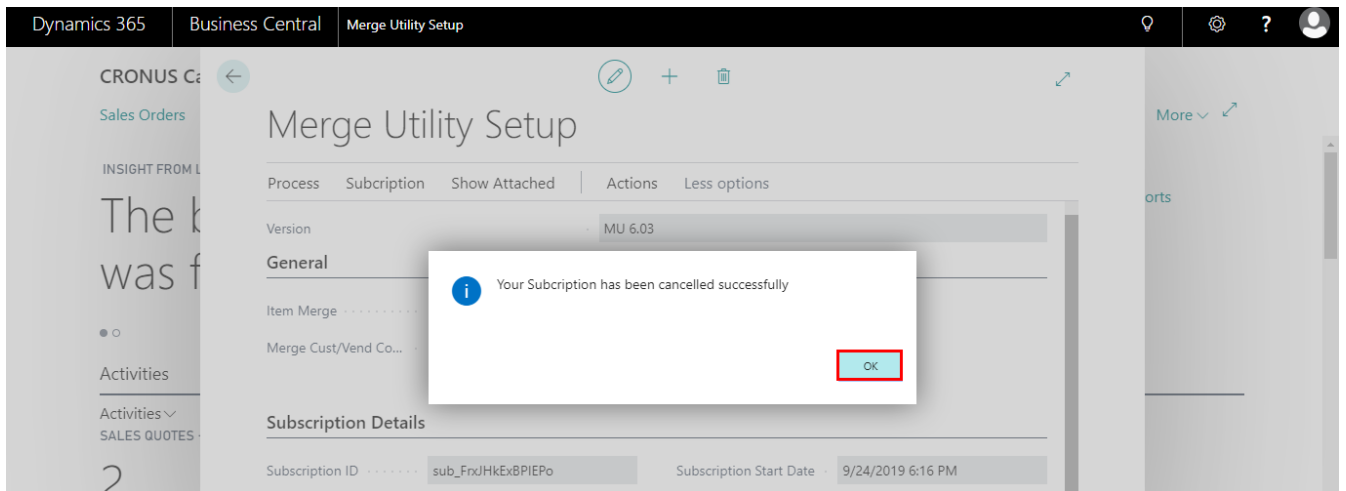 Dynamics 365 Business Central Merge Utility Setup ?
CRONUS Ca
Sales Orders
More
INSIGHT FROM L
The b
was f
orts
Activities
Activities
SALES QUOTES
2
Merge Utility Setup
Process Subcription Show Attached Actions Less options
Version MU 6.03
General
Item Merge
Merge Cust/Vend Co...
Your Subcription has been cancelled successfully
OK
Subscription Details
Subscription ID sub_FrxJHkExBPIEPo Subscription Start Date 9/24/2019 6:16 PM